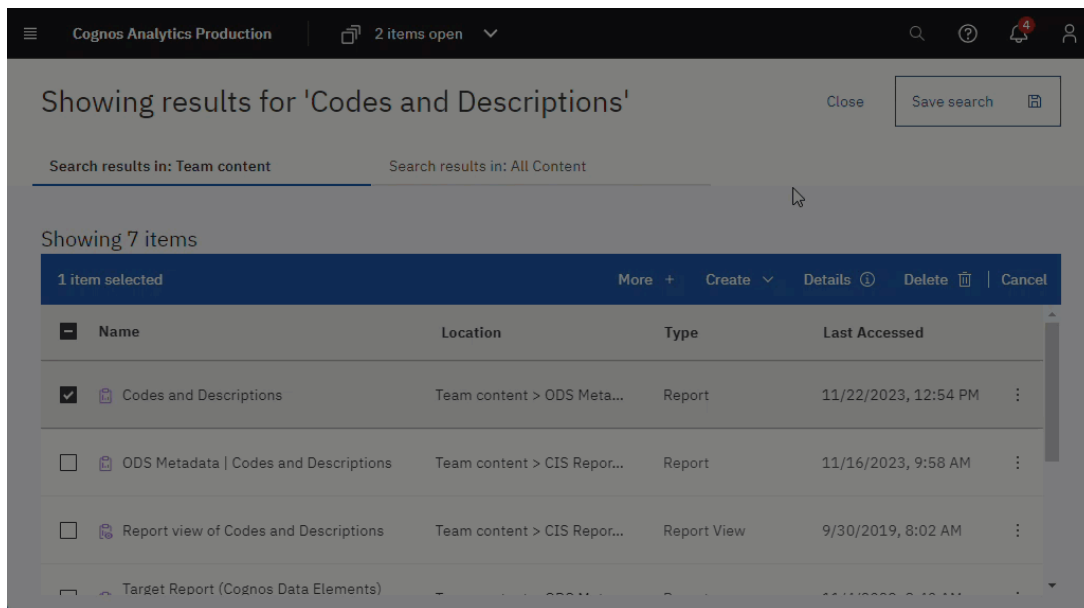 Cognos Analytics Production 2 items open 4
Showing results for 'Codes and Descriptions' Close Save search
Search results in: Team content Search results in: All Content
Showing 7 items
1 item selected More + Create Details Delete Cancel
Name Location Type Last Accessed
Codes and Descriptions Team content > ODS Meta... Report 11/22/2023, 12:54 PM
ODS Metadata | Codes and Descriptions Team content > CIS Repor... Report 11/16/2023, 9:58 AM
Report view of Codes and Descriptions Team content > CIS Repor... Report View 9/30/2019, 8:02 AM
Target Report (Cognos Data Elements)